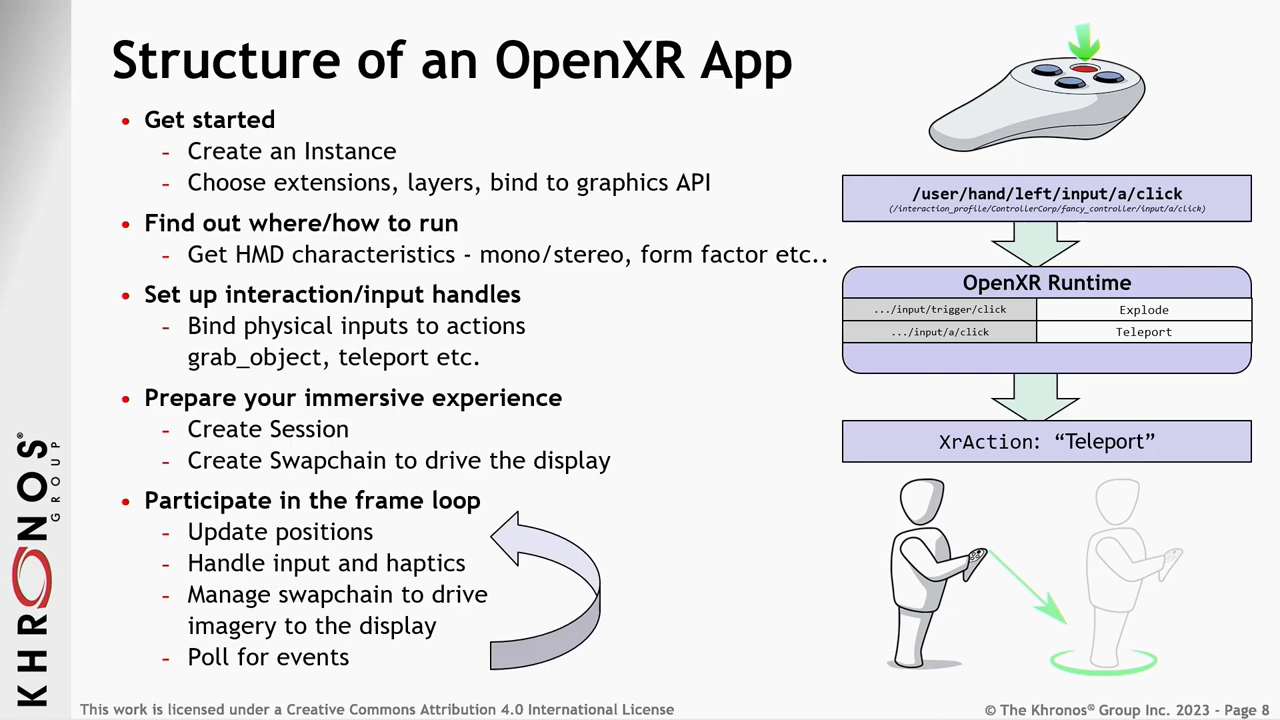 Structure of an OpenXR App
• Get started
- Create an Instance
- Choose extensions, layers, bind to graphics API
• Find out where/how to run
- Get HMD characteristics - mono/stereo, form factor etc..
• Set up interaction/input handles
- Bind physical inputs to actions
grab_object, teleport etc.
• Prepare your immersive experience
- Create Session
- Create Swapchain to drive the display
• Participate in the frame loop
- Update positions
- Handle input and haptics
- Manage swapchain to drive
imagery to the display
- Poll for events
/user/hand/left/input/a/click
(/interaction_profile/ControllerCorp/fancy_controller/input/a/click)
OpenXR Runtime
.../input/trigger/click Explode
.../input/a/click Teleport
XrAction: “Teleport”
KHRONOS®
GROUP
This work is licensed under a Creative Commons Attribution 4.0 International License
© The Khronos® Group Inc. 2023 - Page 8